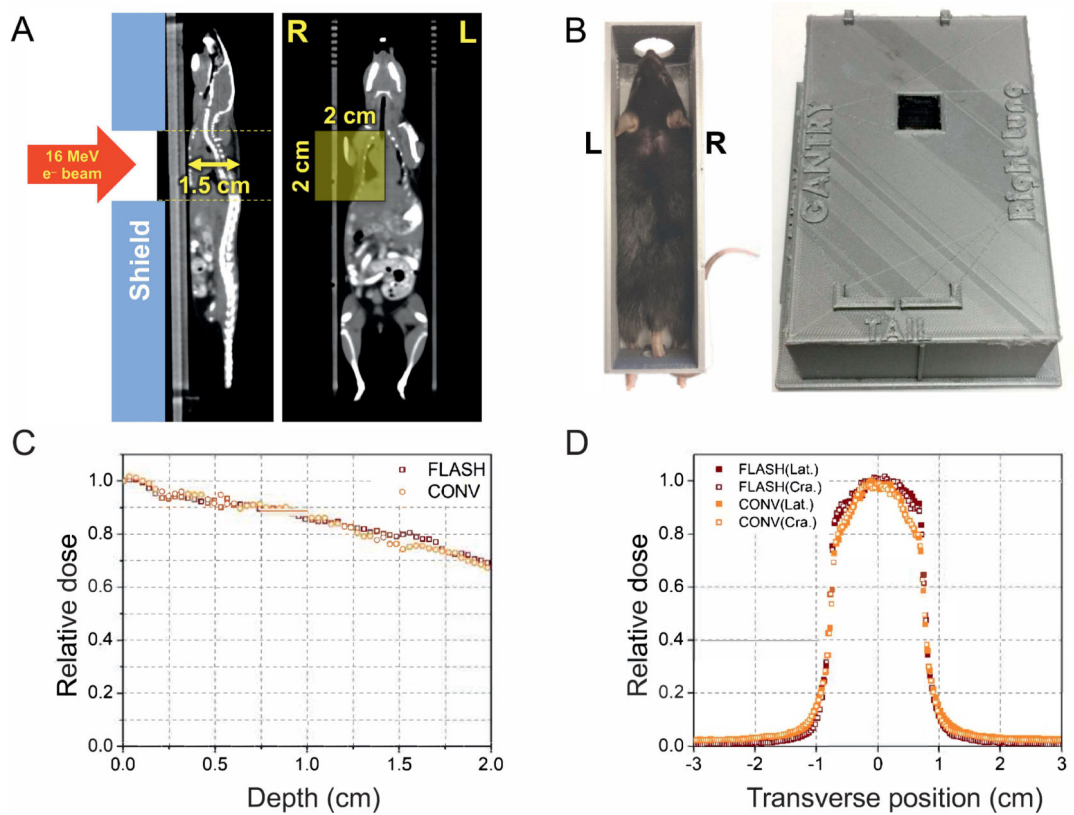 A
R
L
2 cm
2 cm
16 MeV
e⁻ beam
1.5 cm
Shield
B
L
R
GANTRY
Right Lung
TAIL
C
FLASH
CONV
1.0
0.8
0.6
0.4
0.2
0.0
Relative dose
0.0
0.5
1.0
1.5
2.0
Depth (cm)
D
FLASH(Lat.)
FLASH(Cra.)
CONV(Lat.)
CONV(Cra.)
1.0
0.8
0.6
0.4
0.2
0.0
Relative dose
-3
-2
-1
0
1
2
3
Transverse position (cm)